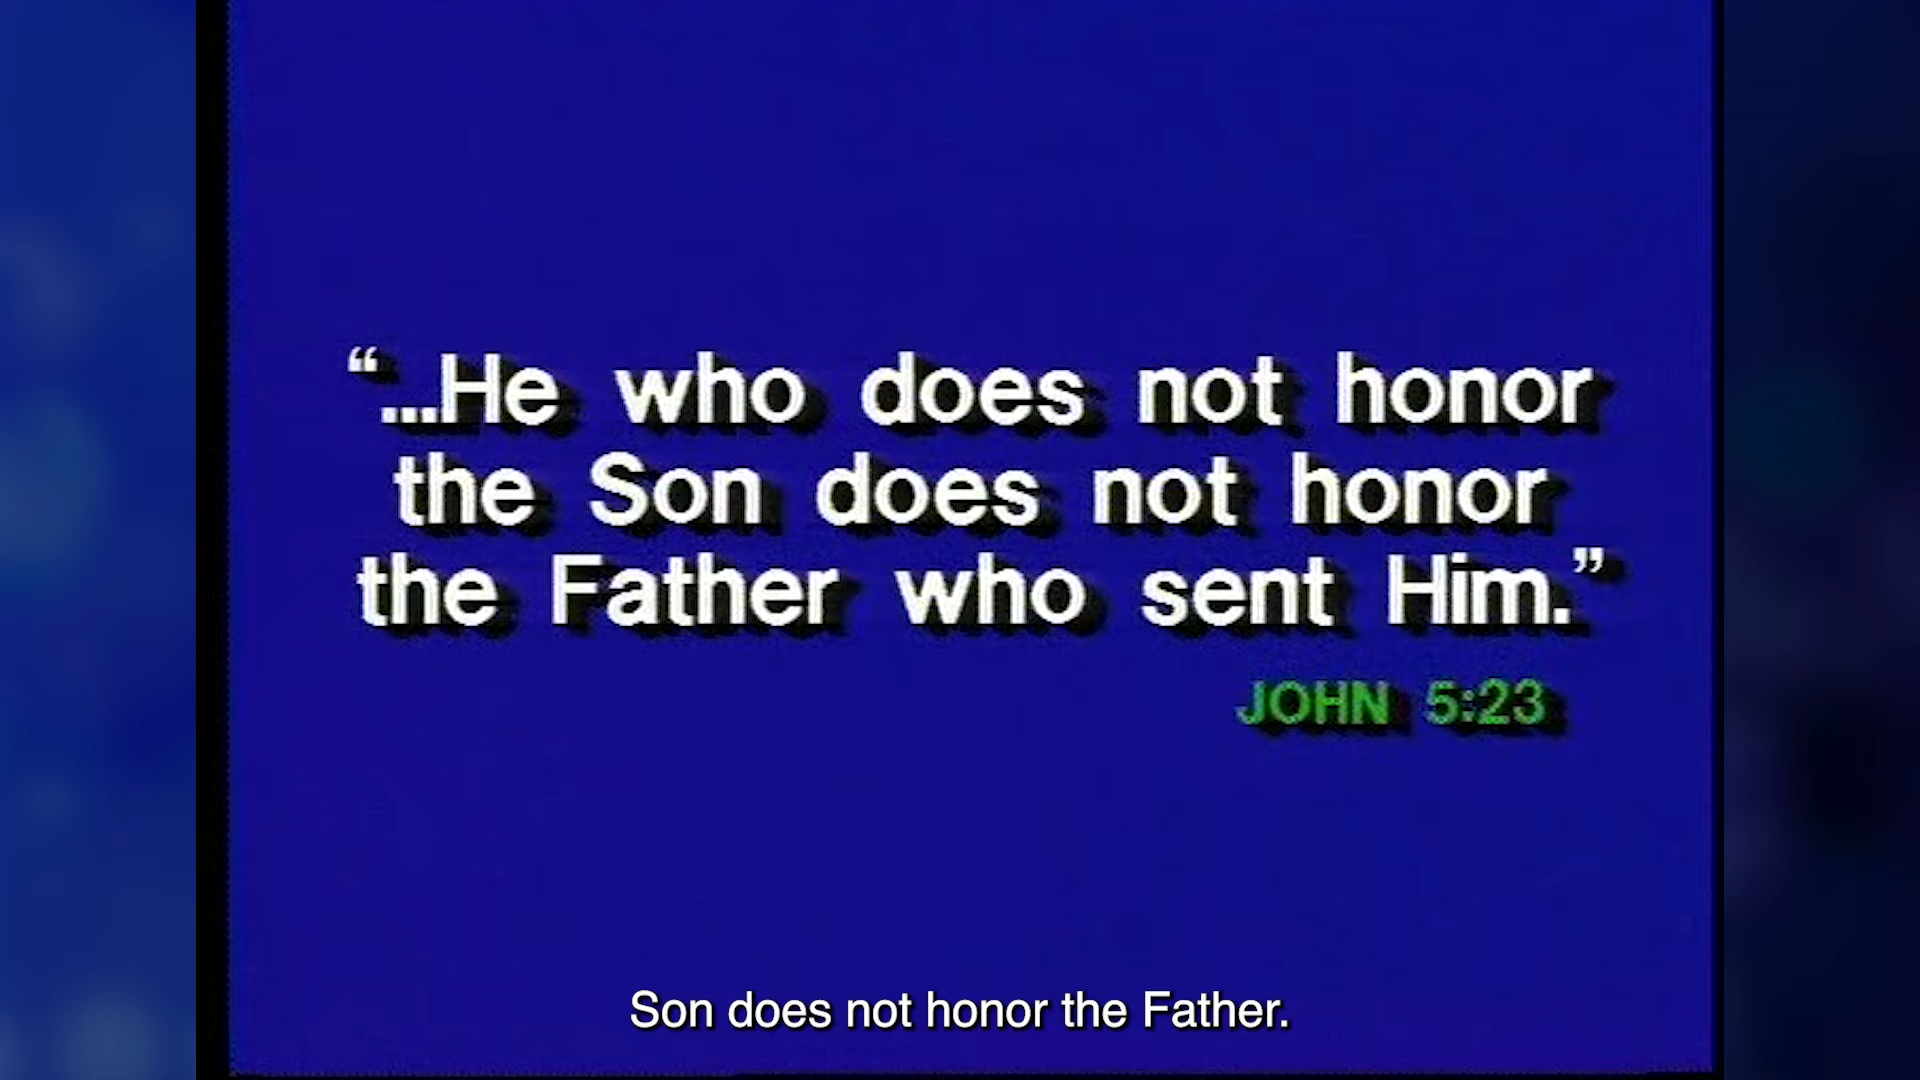 “...He who does not honor
the Son does not honor
the Father who sent Him.”
JOHN 5:23
Son does not honor the Father.